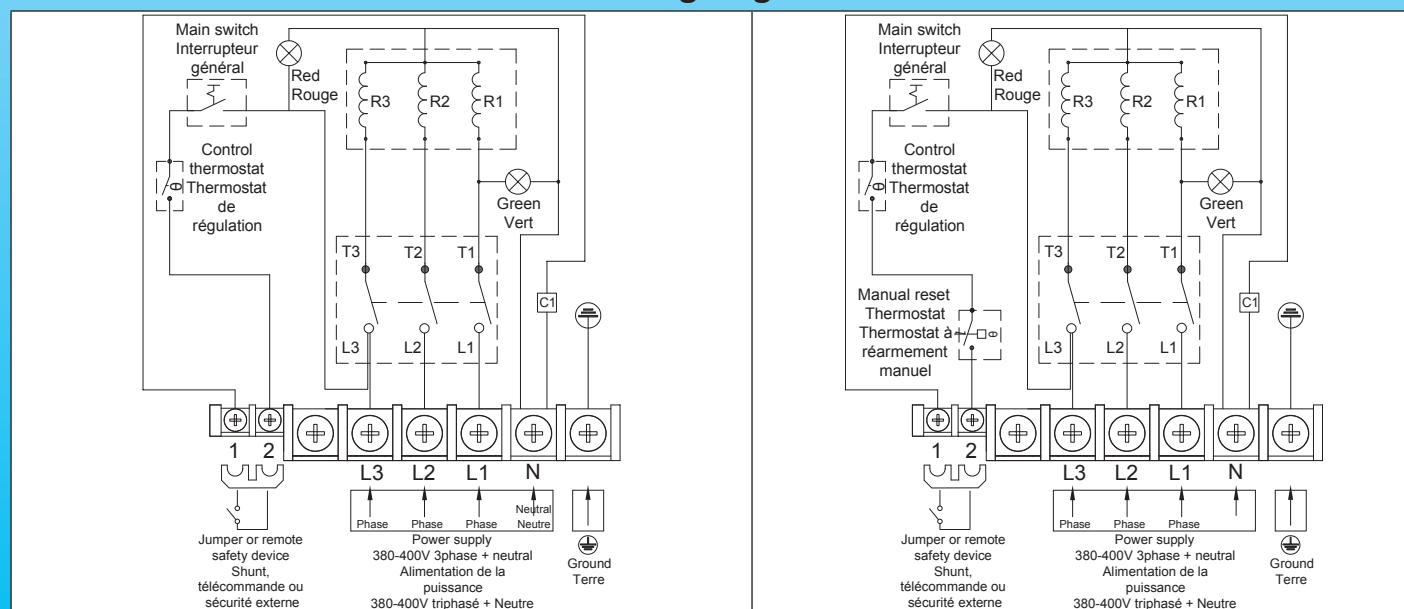 Main switch
Interrupteur
général
Red
Rouge
R3 R2 R1
Control
thermostat
Thermostat
de
régulation
θ
Green
Vert
T3 T2 T1
C1
L3 L2 L1
1 2
L3 L2 L1 N
Phase Phase Phase
Neutral
Neutre
Jumper or remote
safety device
Shunt,
télécommande ou
sécurité externe
Power supply
380-400V 3phase + neutral
Alimentation de la
puissance
380-400V triphasé + Neutre
Ground
Terre
Main switch
Interrupteur
général
Red
Rouge
R3 R2 R1
Control
thermostat
Thermostat
de
régulation
θ
Green
Vert
T3 T2 T1
C1
Manual reset
Thermostat
Thermostat à
réarmement
manuel
θ
L3 L2 L1
1 2
L3 L2 L1 N
Phase Phase Phase
Jumper or remote
safety device
Shunt,
télécommande ou
sécurité externe
Power supply
380-400V 3phase + neutral
Alimentation de la
puissance
380-400V triphasé + Neutre
Ground
Terre